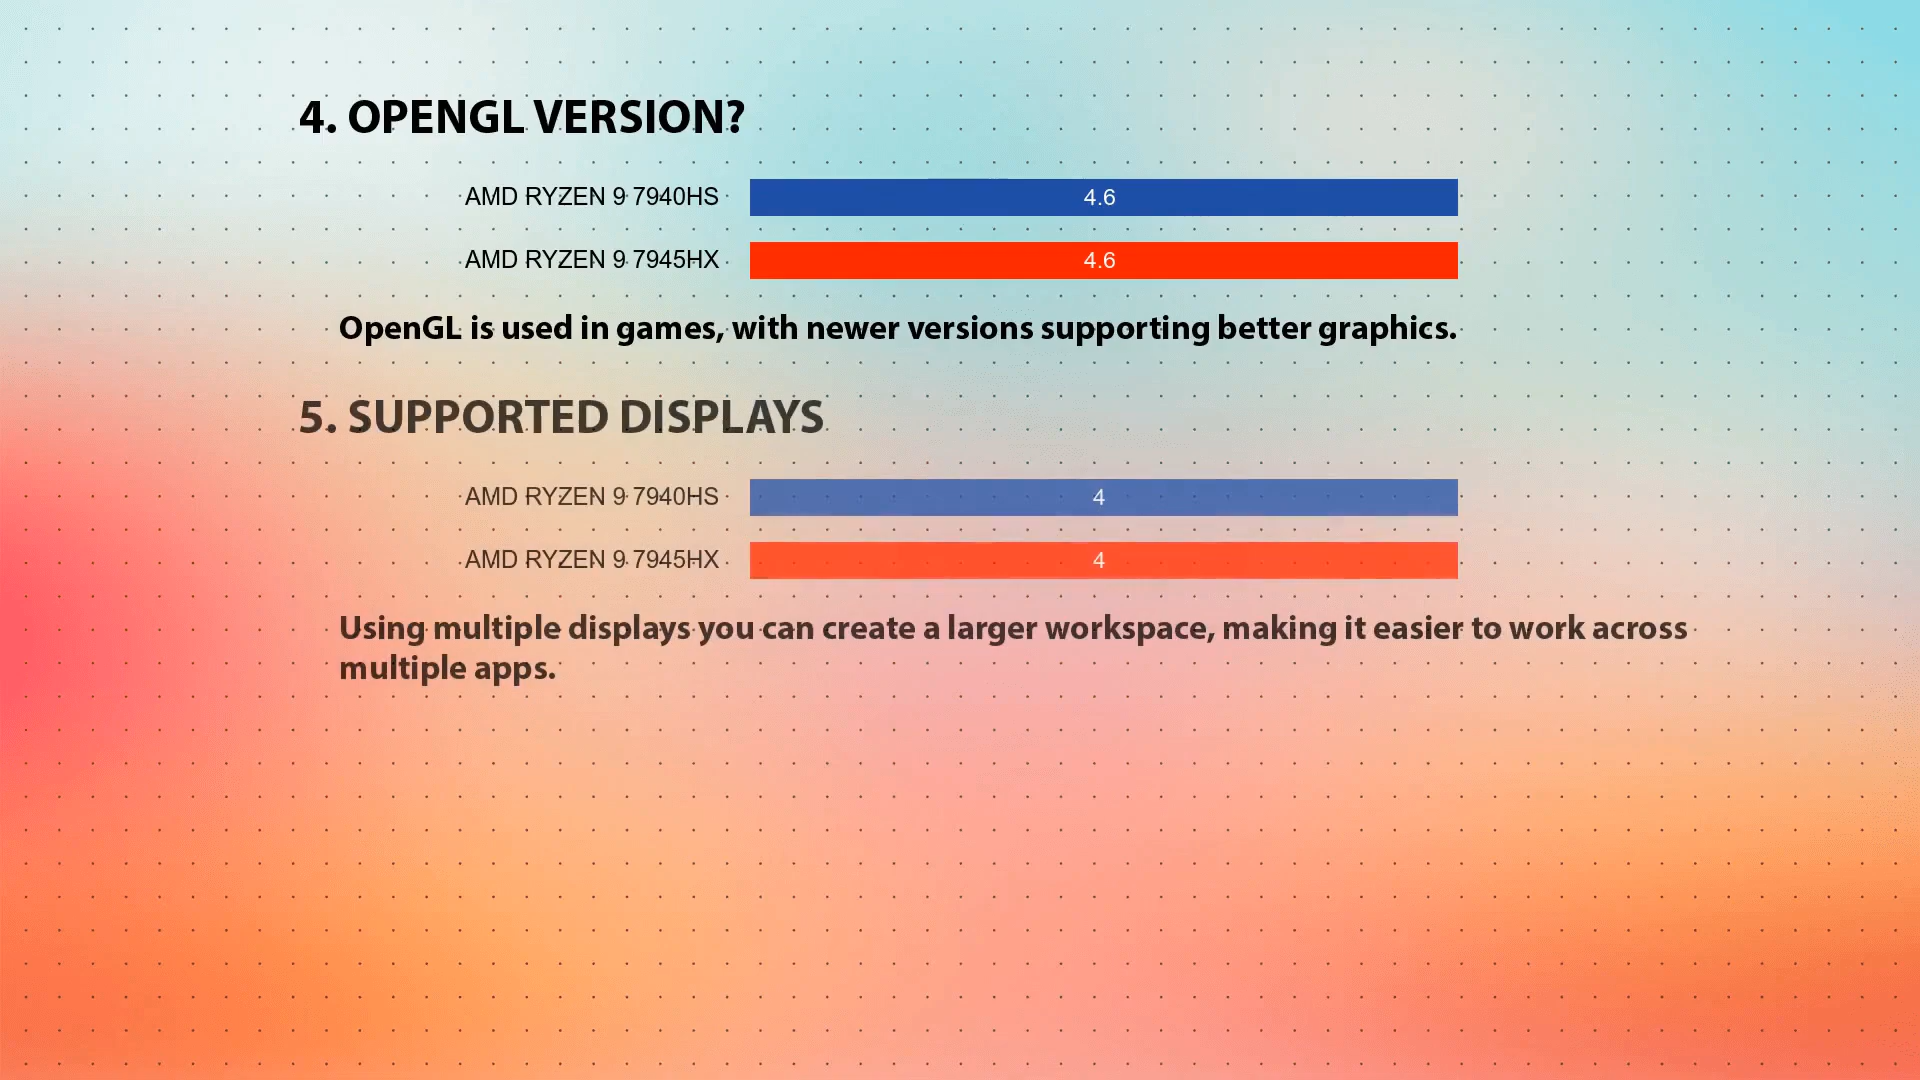 4. OPENGL VERSION?
AMD RYZEN 9 7940HS
4.6
AMD RYZEN 9 7945HX
4.6
OpenGL is used in games, with newer versions supporting better graphics.
5. SUPPORTED DISPLAYS
AMD RYZEN 9 7940HS
4
AMD RYZEN 9 7945HX
4
Using multiple displays you can create a larger workspace, making it easier to work across
multiple apps.